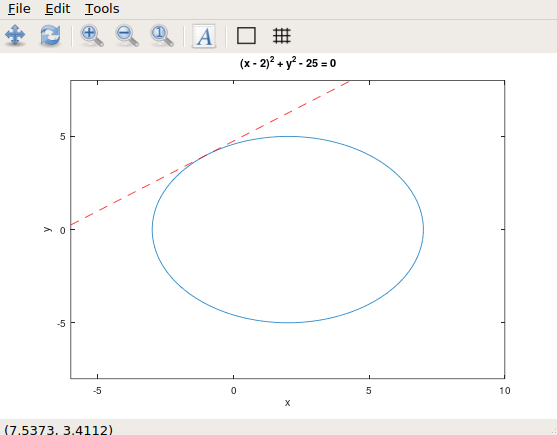 File Edit Tools
A
(x - 2)² + y² - 25 = 0
5
0
-5
y
-5 0 5 10
x
(7.5373, 3.4112)